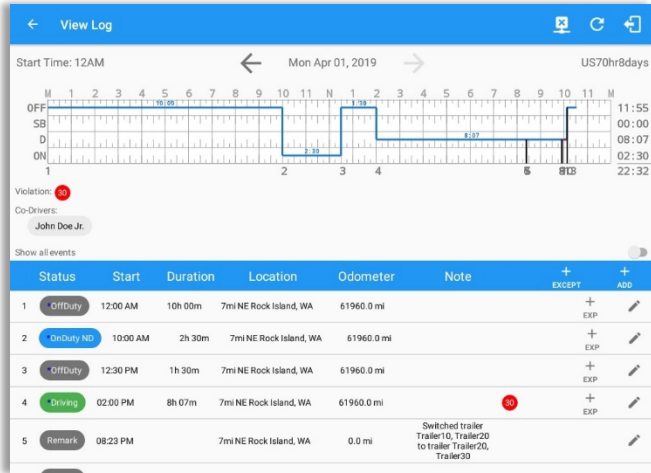 View Log
Start Time: 12AM
Mon Apr 01, 2019
US70hr8days
M 1 2 3 4 5 6 7 8 9 10 11 N 1 2 3 4 5 6 7 8 9 10 11 M
OFF 10:00 1:30 11:55
SB 00:00
D 8:07 08:07
ON 2:30 02:30
1 2 3 4 22:32
Violation: 30
Co-Drivers:
John Doe Jr.
Show all events
Status Start Duration Location Odometer Note + EXCEPT + ADD
1 OffDuty 12:00 AM 10h 00m 7mi NE Rock Island, WA 61960.0 mi + EXP
2 OnDuty ND 10:00 AM 2h 30m 7mi NE Rock Island, WA 61960.0 mi + EXP
3 OffDuty 12:30 PM 1h 30m 7mi NE Rock Island, WA 61960.0 mi + EXP
4 Driving 02:00 PM 8h 07m 7mi NE Rock Island, WA 61960.0 mi 30 + EXP
5 Remark 08:23 PM 7mi NE Rock Island, WA 0.0 mi
Switched trailer
Trailer10, Trailer20
to trailer Trailer20,
Trailer30